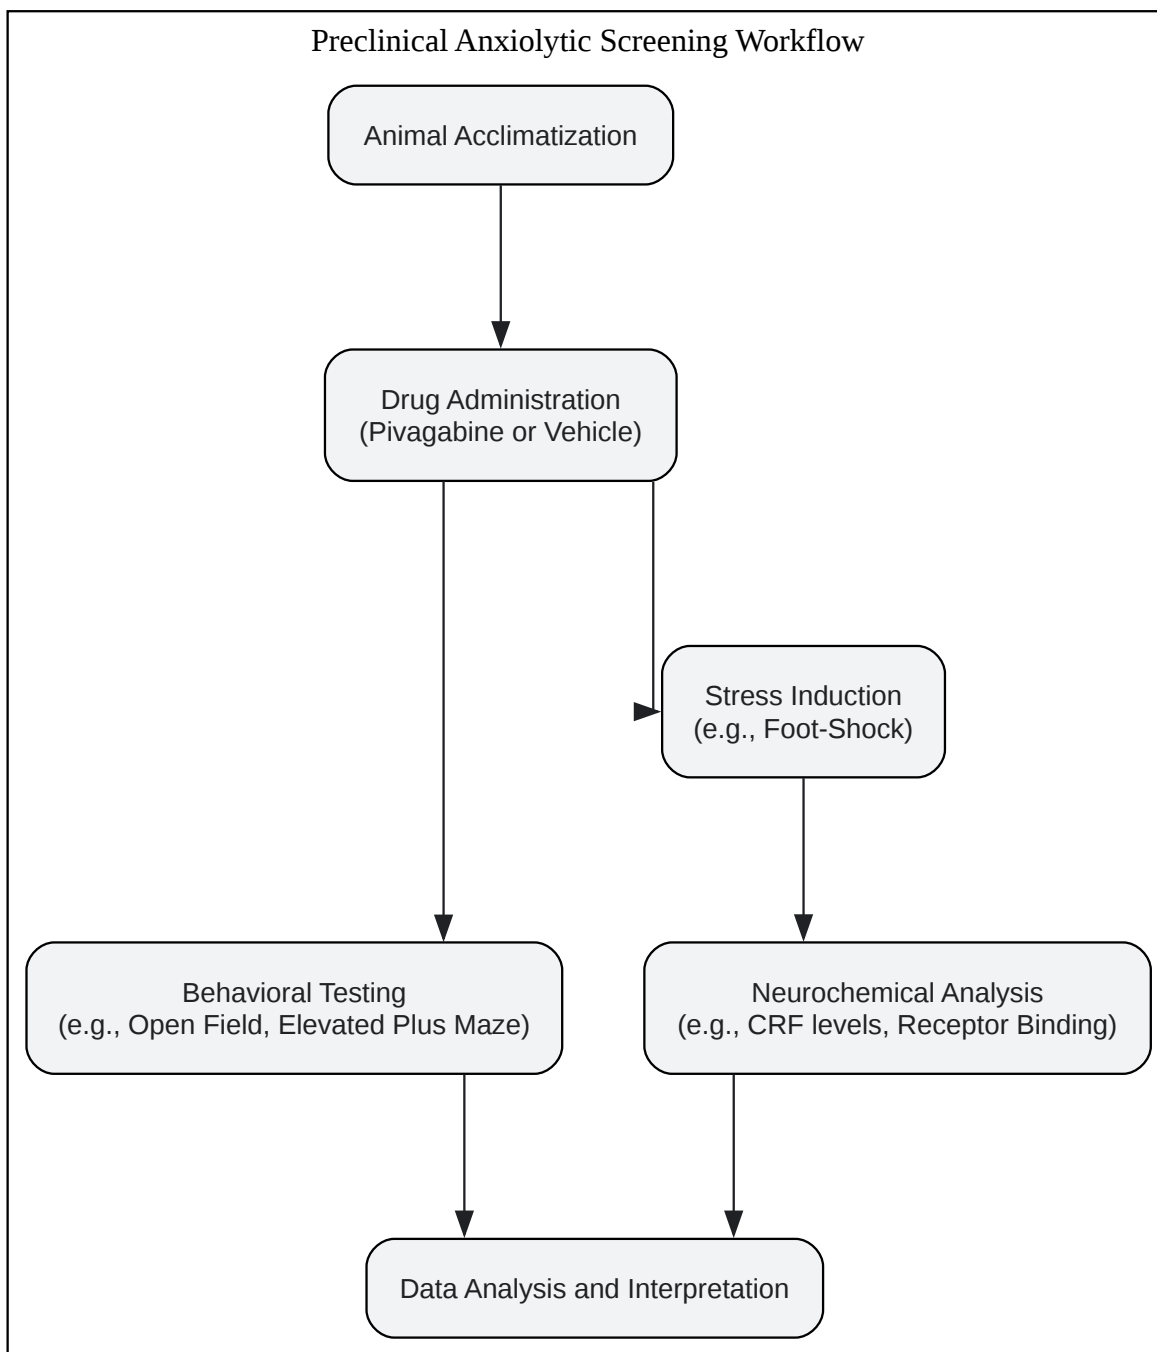 Preclinical Anxiolytic Screening Workflow
Animal Acclimatization
Drug Administration
(Pivagabine or Vehicle)
Stress Induction
(e.g., Foot-Shock)
Behavioral Testing
(e.g., Open Field, Elevated Plus Maze)
Neurochemical Analysis
(e.g., CRF levels, Receptor Binding)
Data Analysis and Interpretation